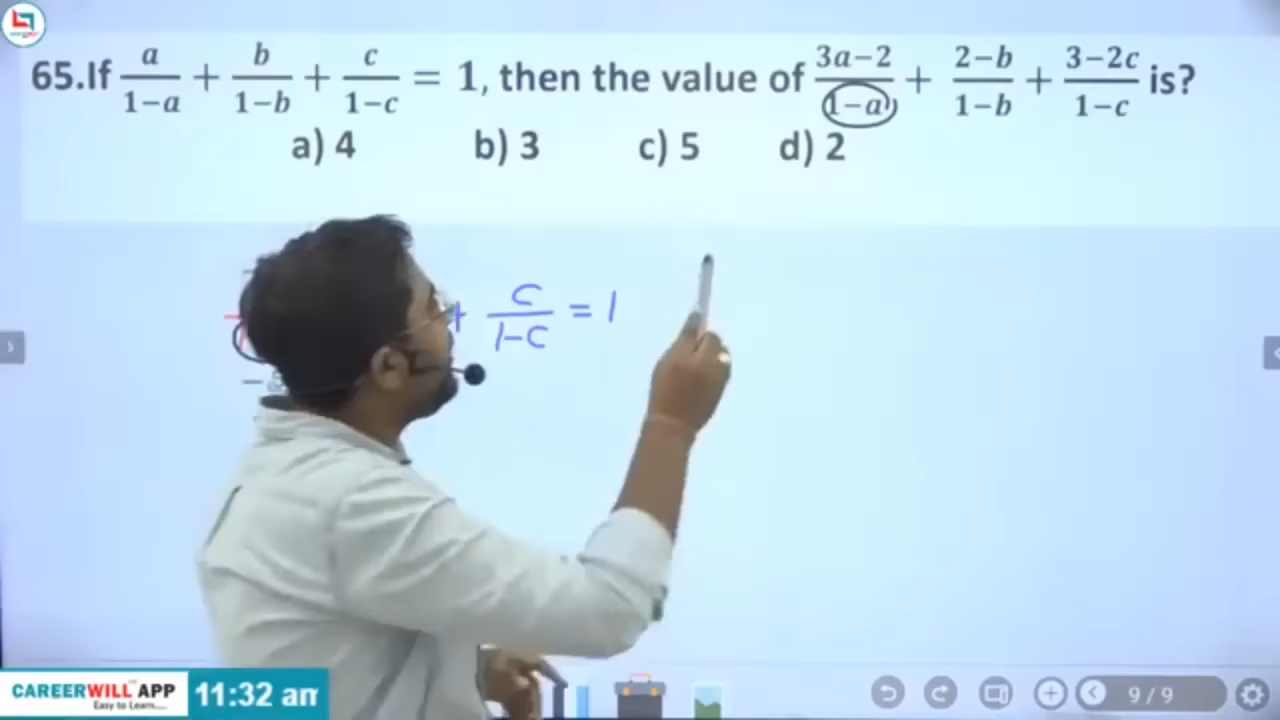 65.If a/1−a + b/1−b + c/1−c = 1, then the value of 3a−2/1−a + 2−b/1−b + 3−2c/1−c is?
a) 4 b) 3 c) 5 d) 2
+ c/1-c = 1
CAREERWILL APP 11:32 am
Easy to Learn.....
9 / 9